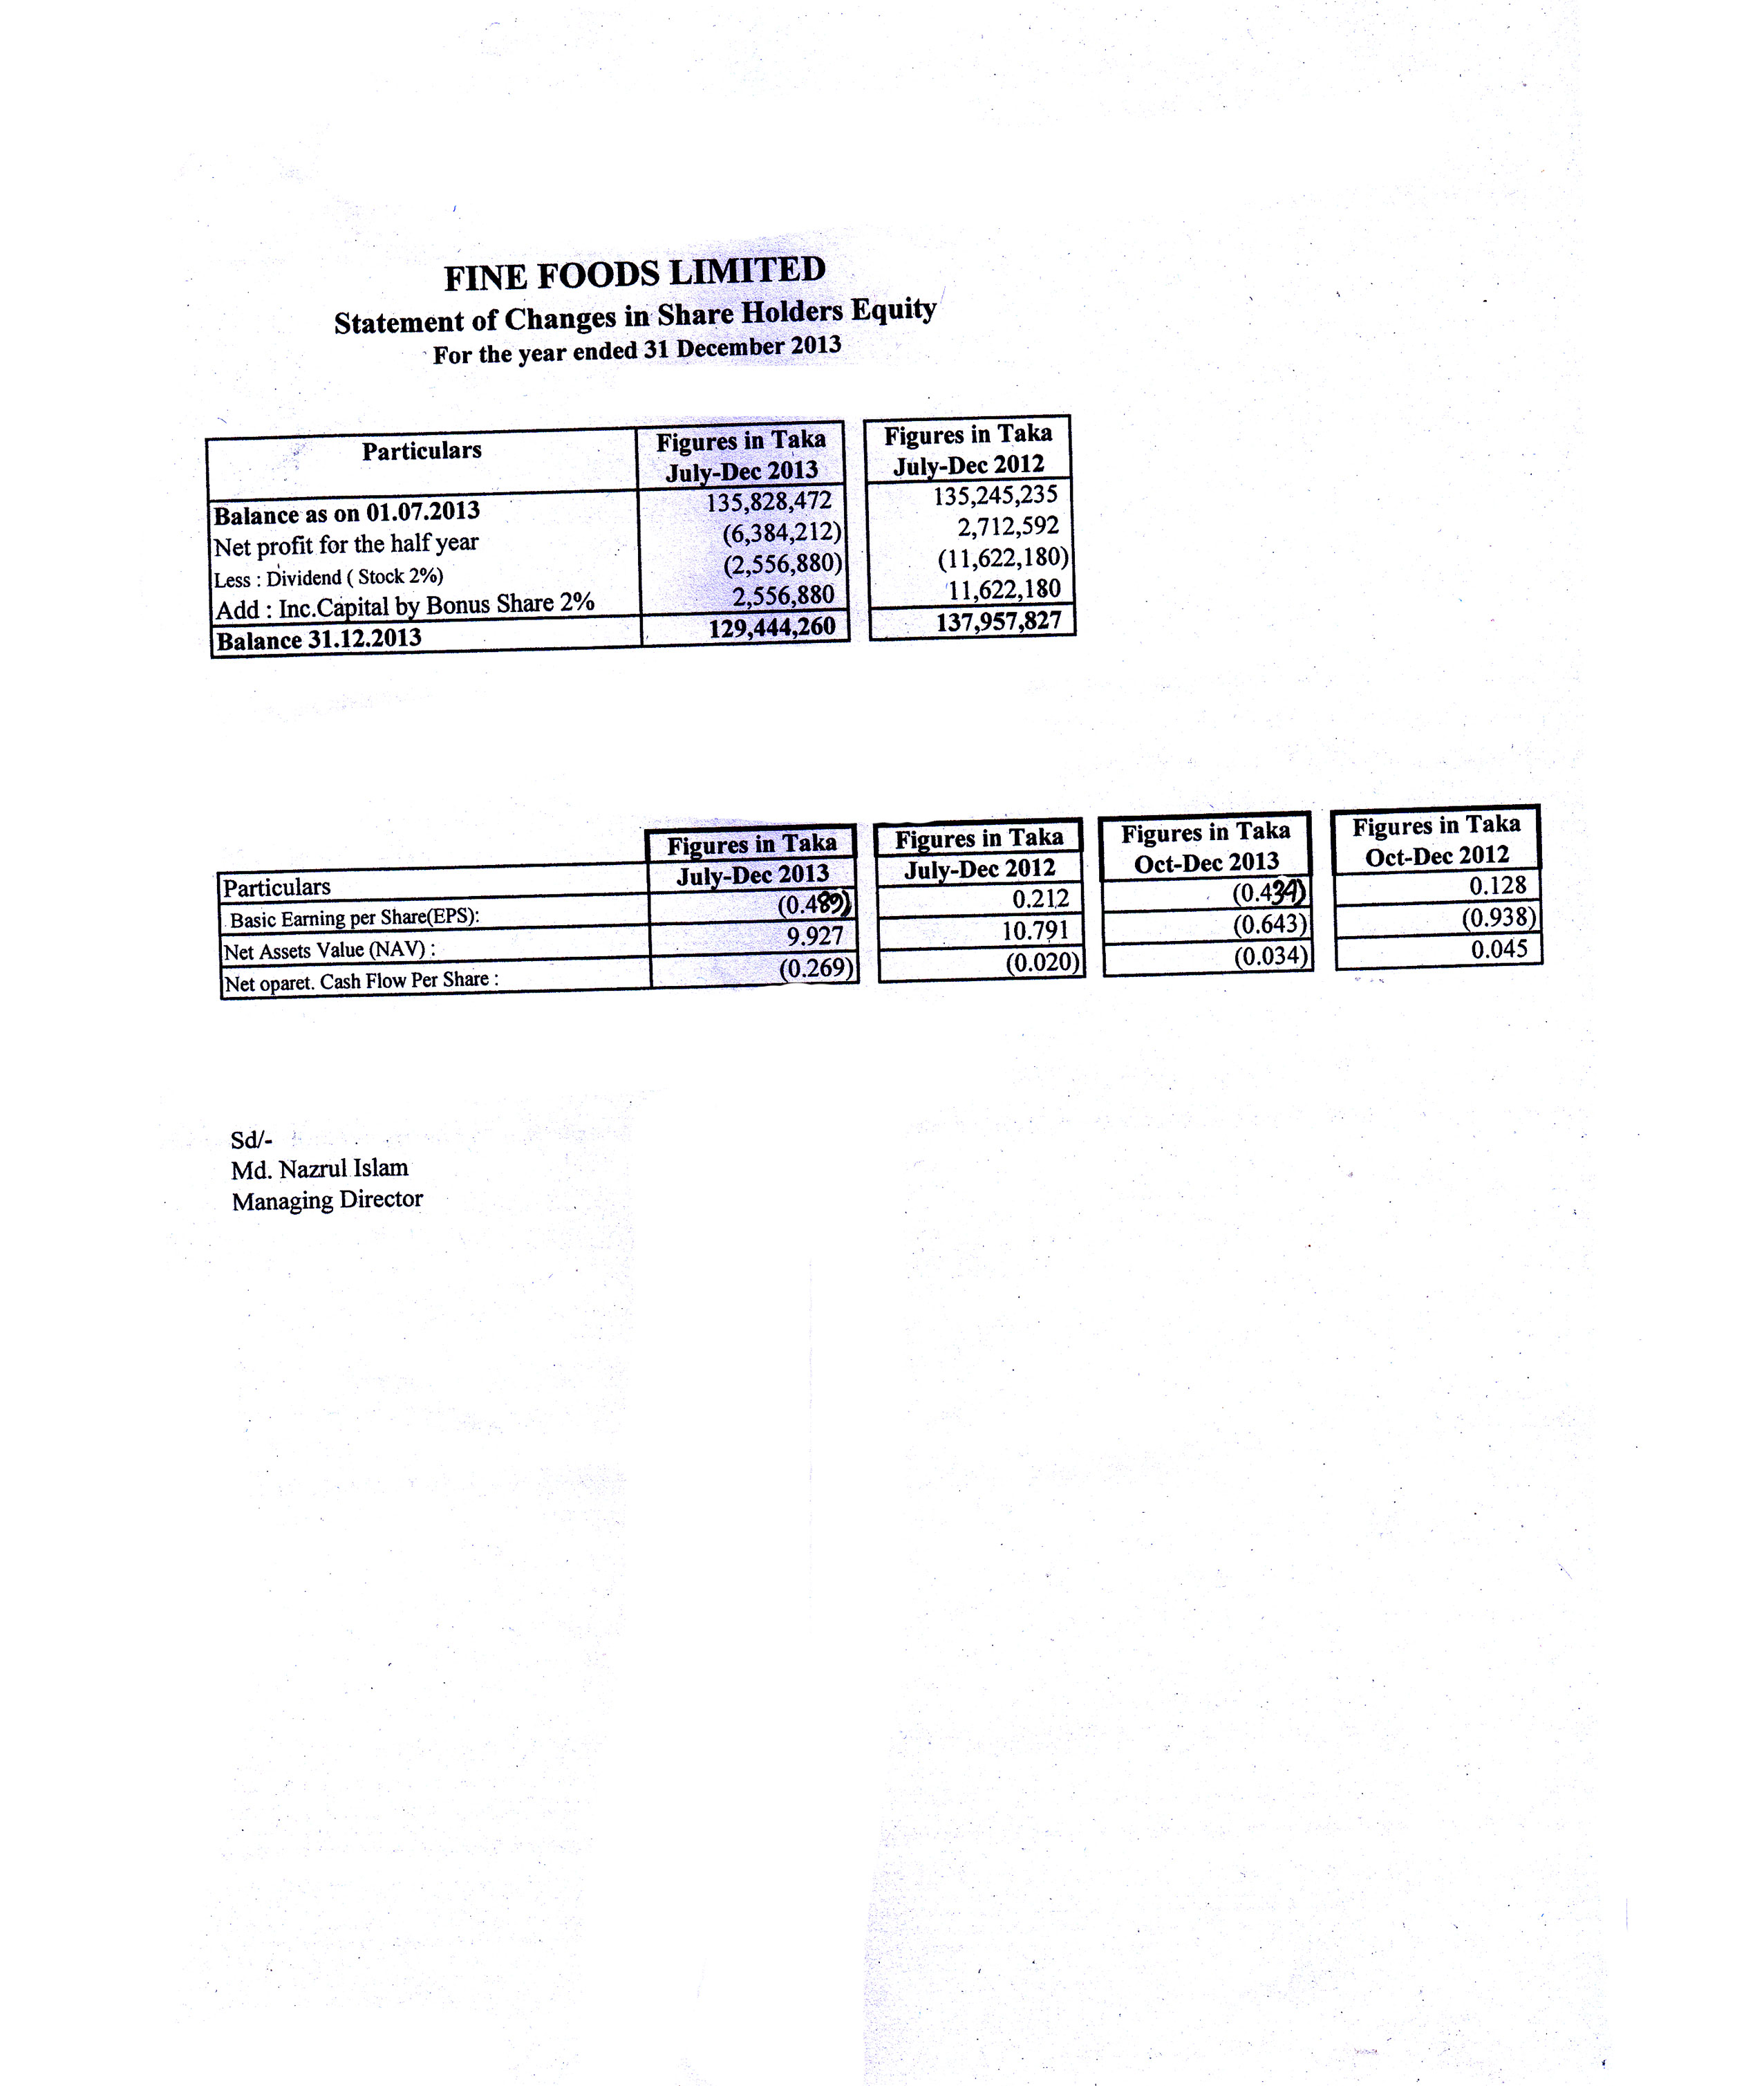 FINE FOODS LIMITED
Statement of Changes in Share Holders Equity
For the year ended 31 December 2013
Particulars Figures in Taka July-Dec 2013 Figures in Taka July-Dec 2012
Balance as on 01.07.2013 135,828,472 135,245,235
Net profit for the half year (6,384,212) 2,712,592
Less : Dividend ( Stock 2%) (2,556,880) (11,622,180)
Add : Inc.Capital by Bonus Share 2% 2,556,880 11,622,180
Balance 31.12.2013 129,444,260 137,957,827
Figures in Taka Figures in Taka Figures in Taka Figures in Taka
Particulars July-Dec 2013 July-Dec 2012 Oct-Dec 2013 Oct-Dec 2012
Basic Earning per Share(EPS): (0.489) 0.212 (0.434) 0.128
Net Assets Value (NAV) : 9.927 10.791 (0.643) (0.938)
Net oparet. Cash Flow Per Share : (0.269) (0.020) (0.034) 0.045
Sd/-
Md. Nazrul Islam
Managing Director